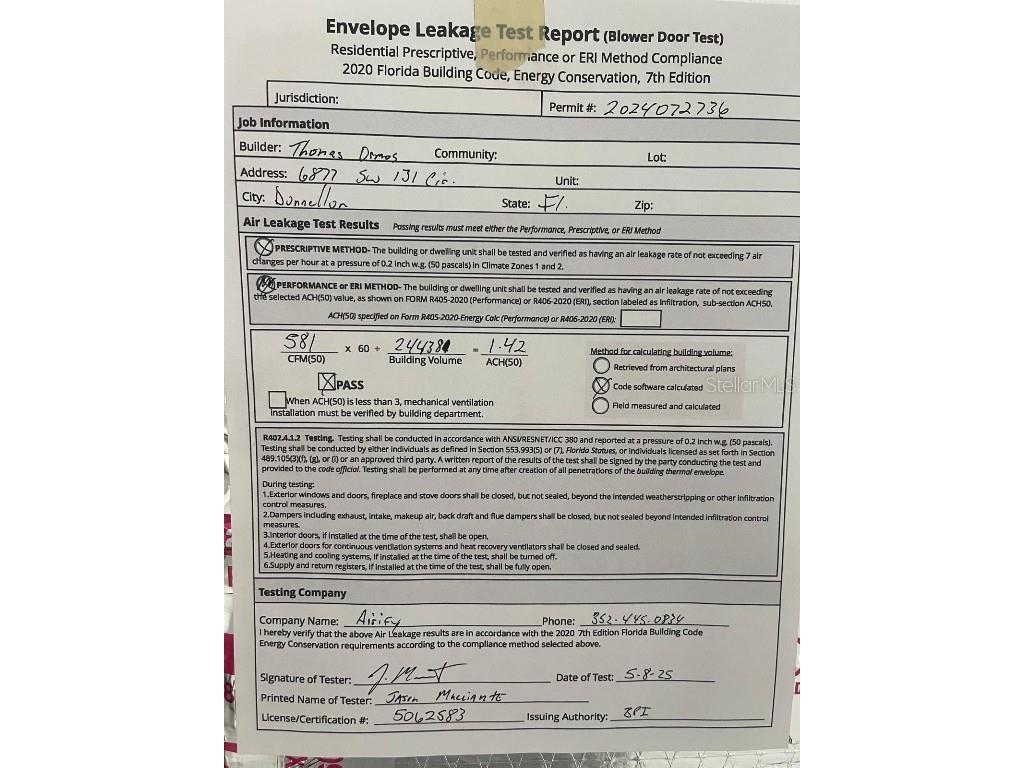 Envelope Leakage Test Report (Blower Door Test)
Residential Prescriptive, Performance or ERI Method Compliance
2020 Florida Building Code, Energy Conservation, 7th Edition
Jurisdiction: Permit #: 2024072736
Job Information
Builder: Thomas Community: Lot:
Address: 6877 SW 131 Cir. Unit:
City: Dunnellon State: Fl. Zip:
Air Leakage Test Results Passing results must meet either the Performance, Prescriptive, or ERI Method
PRESCRIPTIVE METHOD- The building or dwelling unit shall be tested and verified as having an air leakage rate of not exceeding 7 air
changes per hour at a pressure of 0.2 inch w.g. (50 pascals) in Climate Zones 1 and 2.
PERFORMANCE or ERI METHOD- The building or dwelling unit shall be tested and verified as having an air leakage rate of not exceeding
the selected ACH(50) value, as shown on FORM R405-2020 (Performance) or R406-2020 (ERI), section labeled as infiltration, sub-section ACH50.
ACH(50) specified on Form R405-2020-Energy Calc (Performance) or R406-2020 (ERI):
581 x 60 ÷ 24438 = 1.42
CFM(50) Building Volume ACH(50)
PASS
When ACH(50) is less than 3, mechanical ventilation
installation must be verified by building department.
Method for calculating building volume:
Retrieved from architectural plans
Code software calculated
Field measured and calculated
StellarMLS
R402.4.1.2 Testing. Testing shall be conducted in accordance with ANSI/RESNET/ICC 380 and reported at a pressure of 0.2 inch w.g. (50 pascals).
Testing shall be conducted by either individuals as defined in Section 553.993(5) or (7), Florida Statues, or individuals licensed as set forth in Section
489.105(3)(f), (g), or (i) or an approved third party. A written report of the results of the test shall be signed by the party conducting the test and
provided to the code official. Testing shall be performed at any time after creation of all penetrations of the building thermal envelope.
During testing:
1.Exterior windows and doors, fireplace and stove doors shall be closed, but not sealed, beyond the intended weatherstripping or other infiltration
control measures.
2.Dampers including exhaust, intake, makeup air, back draft and flue dampers shall be closed, but not sealed beyond intended infiltration control
measures.
3.Interior doors, if installed at the time of the test, shall be open.
4.Exterior doors for continuous ventilation systems and heat recovery ventilators shall be closed and sealed.
5.Heating and cooling systems, if installed at the time of the test, shall be turned off.
6.Supply and return registers, if installed at the time of the test, shall be fully open.
Testing Company
Company Name: Airify Phone: 352-445-0834
I hereby verify that the above Air Leakage results are in accordance with the 2020 7th Edition Florida Building Code
Energy Conservation requirements according to the compliance method selected above.
Signature of Tester: Date of Test: 5-8-25
Printed Name of Tester: Jason Macciante
License/Certification #: 5062583 Issuing Authority: BPI